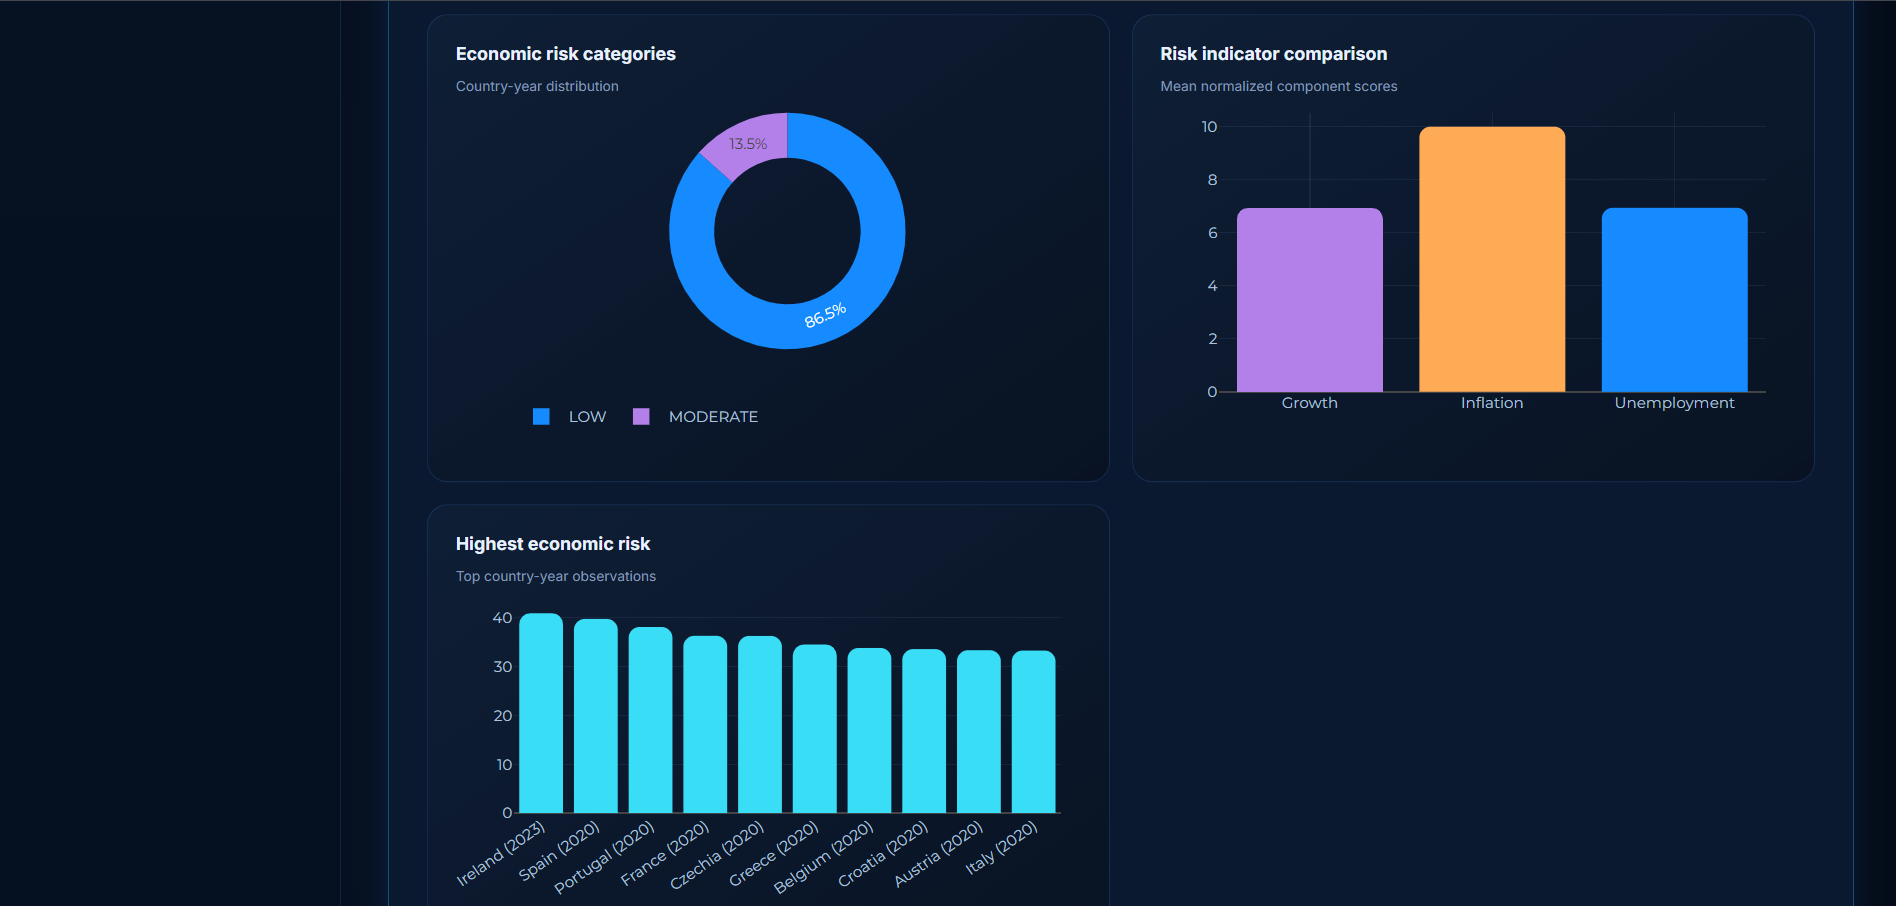 Economic risk categories
Country-year distribution
13.5%
86.5%
LOW MODERATE
Risk indicator comparison
Mean normalized component scores
10
8
6
4
2
0
Growth Inflation Unemployment
Highest economic risk
Top country-year observations
40
30
20
10
0
Ireland (2023)
Spain (2020)
Portugal (2020)
France (2020)
Czechia (2020)
Greece (2020)
Belgium (2020)
Croatia (2020)
Austria (2020)
Italy (2020)